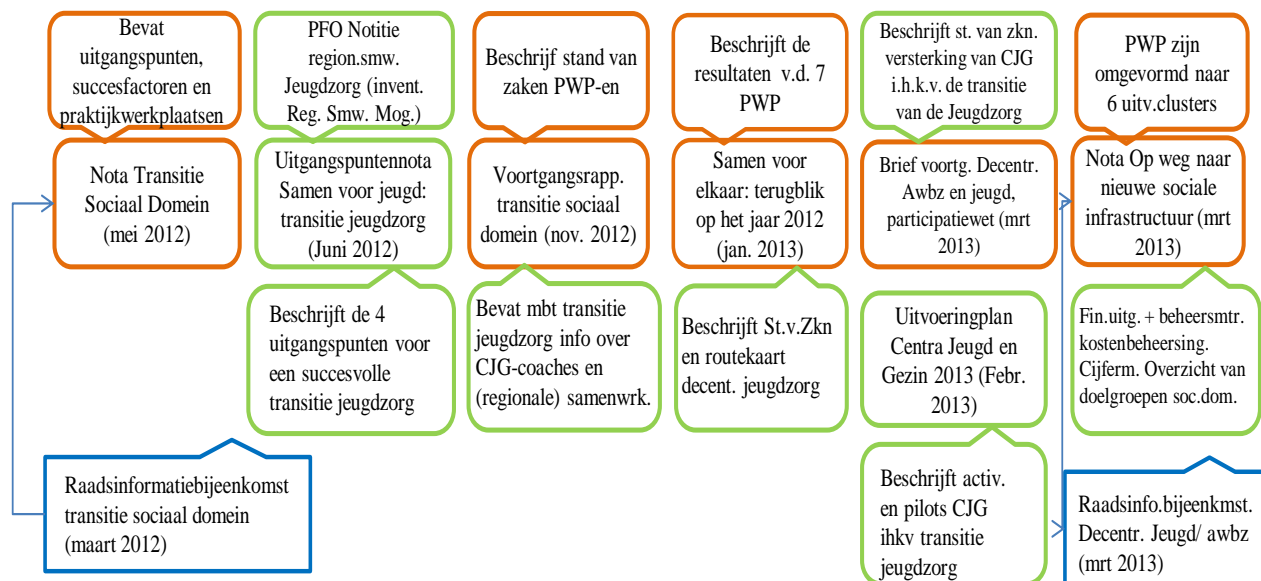 Bevat
uitgangspunten,
succesfactoren en
praktijkwerkplaatsen
PFO Notitie
region.smw.
Jeugdzorg (invent.
Reg. Smw. Mog.)
Beschrijf stand van
zaken PWP-en
Beschrijft de
resultaten v.d. 7
PWP
Beschrijft st. van zkn.
versterking van CJG
i.h.k.v. de transitie
van de Jeugdzorg
PWP zijn
omgevormd naar
6 uitv.clusters
Nota Transitie
Sociaal Domein
(mei 2012)
Uitgangspuntennota
Samen voor jeugd:
transitie jeugdzorg
(Juni 2012)
Voortgangsrapp.
transitie sociaal
domein (nov. 2012)
Samen voor
elkaar: terugblik
op het jaar 2012
(jan. 2013)
Brief voortg. Decentr.
Awbz en jeugd,
participatiewet (mrt
2013)
Nota Op weg naar
nieuwe sociale
infrastructuur (mrt
2013)
Beschrijft de 4
uitgangspunten voor
een succesvolle
transitie jeugdzorg
Bevat mbt transitie
jeugdzorg info over
CJG-coaches en
(regionale) samenwrk.
Beschrijft St.v.Zkn
en routekaart
decent. jeugdzorg
Uitvoeringplan
Centra Jeugd en
Gezin 2013 (Febr.
2013)
Fin.uitg. + beheersmtr.
kostenbeheersing.
Cijferm. Overzicht van
doelgroepen soc.dom.
Raadsinformatiebijeenkomst
transitie sociaal domein
(maart 2012)
Beschrijft activ.
en pilots CJG
ihkv transitie
jeugdzorg
Raadsinfo.bijeenkmst.
Decentr. Jeugd/ awbz
(mrt 2013)